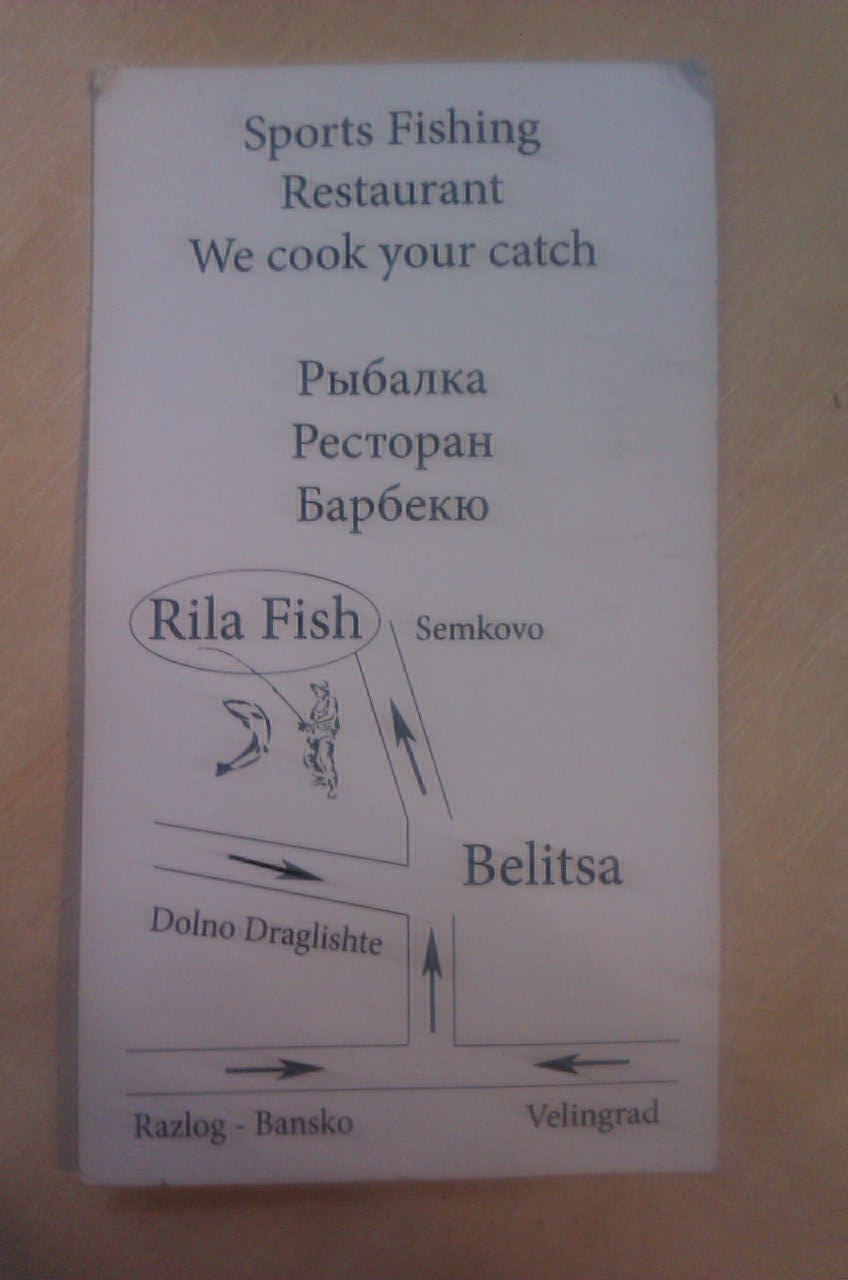 Sports Fishing
Restaurant
We cook your catch
Рыбалка
Ресторан
Барбекю
Rila Fish
Semkovo
Belitsa
Dolno Draglishte
Razlog - Bansko
Velingrad